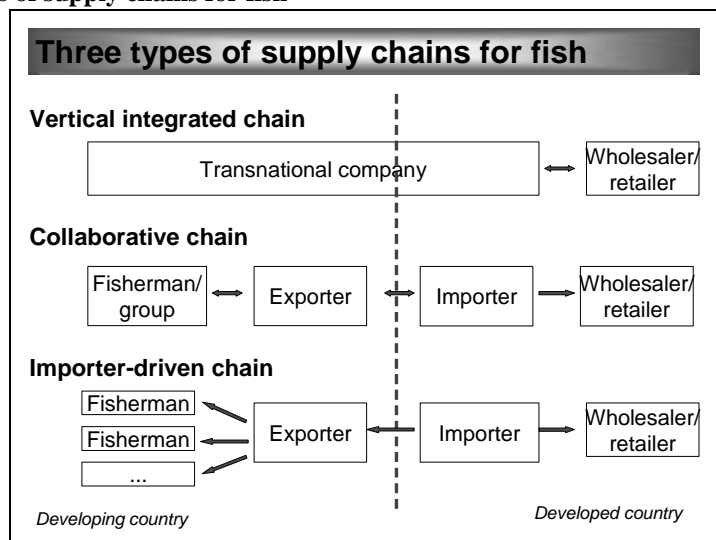 of supply chains for fish
Three types of supply chains for fish
Vertical integrated chain
Transnational company
Wholesaler/
retailer
Collaborative chain
Fisherman/
group
Exporter
Importer
Wholesaler/
retailer
Importer-driven chain
Fisherman
Fisherman
...
Exporter
Importer
Wholesaler/
retailer
Developing country
Developed country